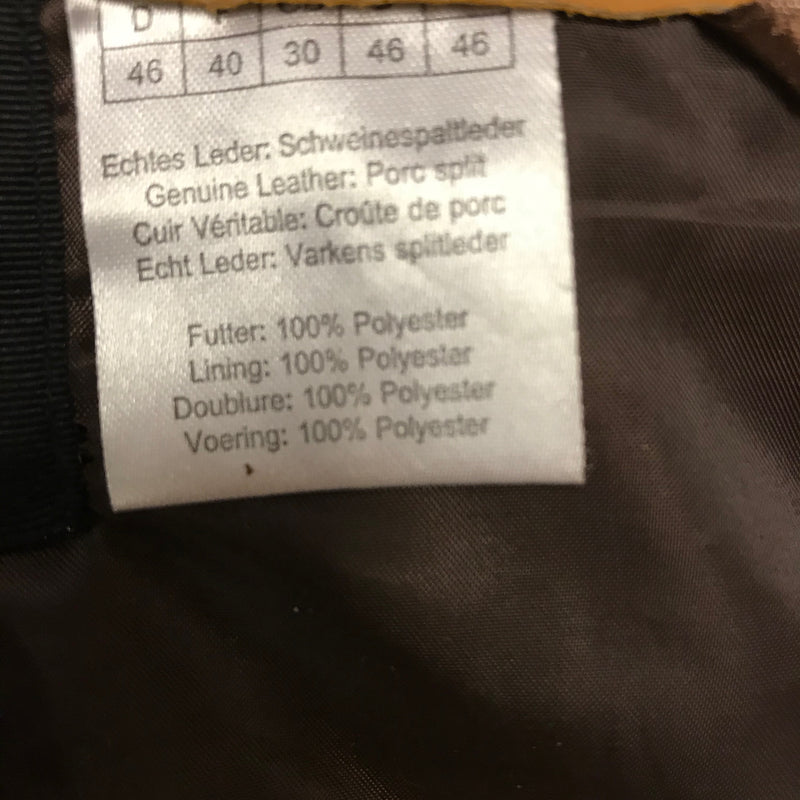 D
46 40 30 46 46
Echtes Leder: Schweinespaltleder
Genuine Leather: Porc split
Cuir Véritable: Croûte de porc
Echt Leder: Varkens splitleder
Futter: 100% Polyester
Lining: 100% Polyester
Doublure: 100% Polyester
Voering: 100% Polyester